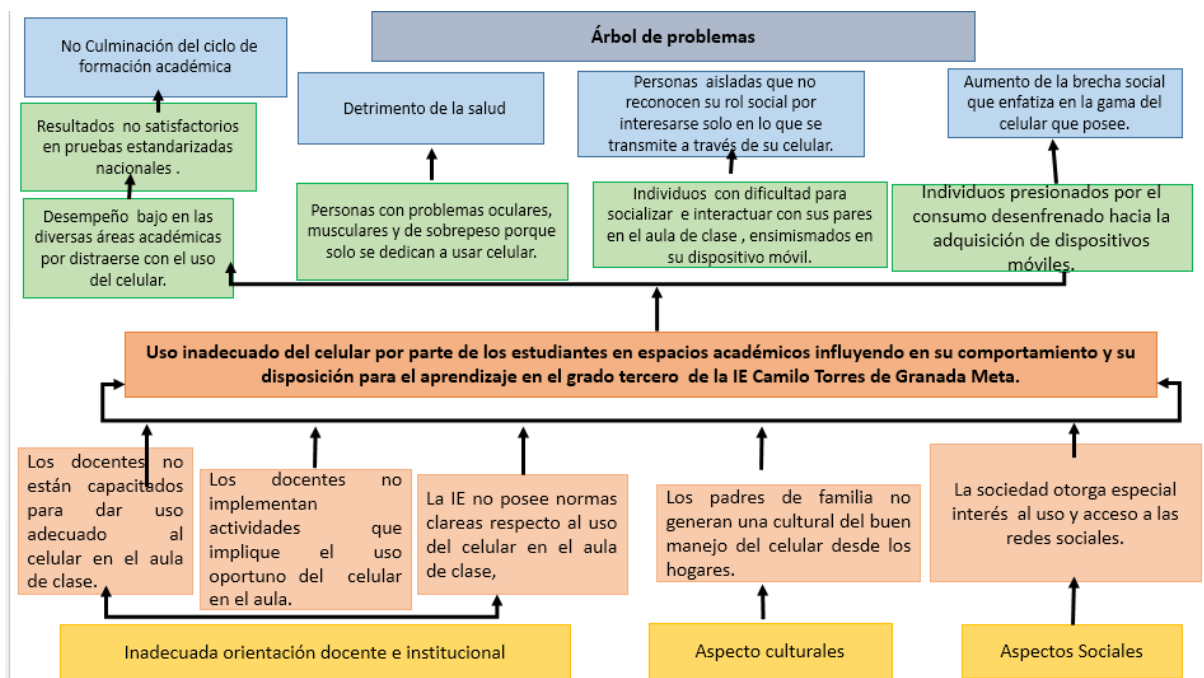 Árbol de problemas
No Culminación del ciclo de
formación académica
Detrimento de la salud
Personas aisladas que no
reconocen su rol social por
interesarse solo en lo que se
transmite a través de su celular.
Aumento de la brecha social
que enfatiza en la gama del
celular que posee.
Resultados no satisfactorios
en pruebas estandarizadas
nacionales .
Desempeño bajo en las
diversas áreas académicas
por distraerse con el uso
del celular.
Personas con problemas oculares,
musculares y de sobrepeso porque
solo se dedican a usar celular.
Individuos con dificultad para
socializar e interactuar con sus pares
en el aula de clase , ensimismados en
su dispositivo móvil.
Individuos presionados por el
consumo desenfrenado hacia la
adquisición de dispositivos
móviles.
Uso inadecuado del celular por parte de los estudiantes en espacios académicos influyendo en su comportamiento y su
disposición para el aprendizaje en el grado tercero de la IE Camilo Torres de Granada Meta.
Los docentes no
están capacitados
para dar uso
adecuado al
celular en el aula
de clase.
Los docentes no
implementan
actividades que
implique el uso
oportuno del celular
en el aula.
La IE no posee normas
clareas respecto al uso
del celular en el aula
de clase,
Los padres de familia no
generan una cultural del buen
manejo del celular desde los
hogares.
La sociedad otorga especial
interés al uso y acceso a las
redes sociales.
Inadecuada orientación docente e institucional
Aspecto culturales
Aspectos Sociales